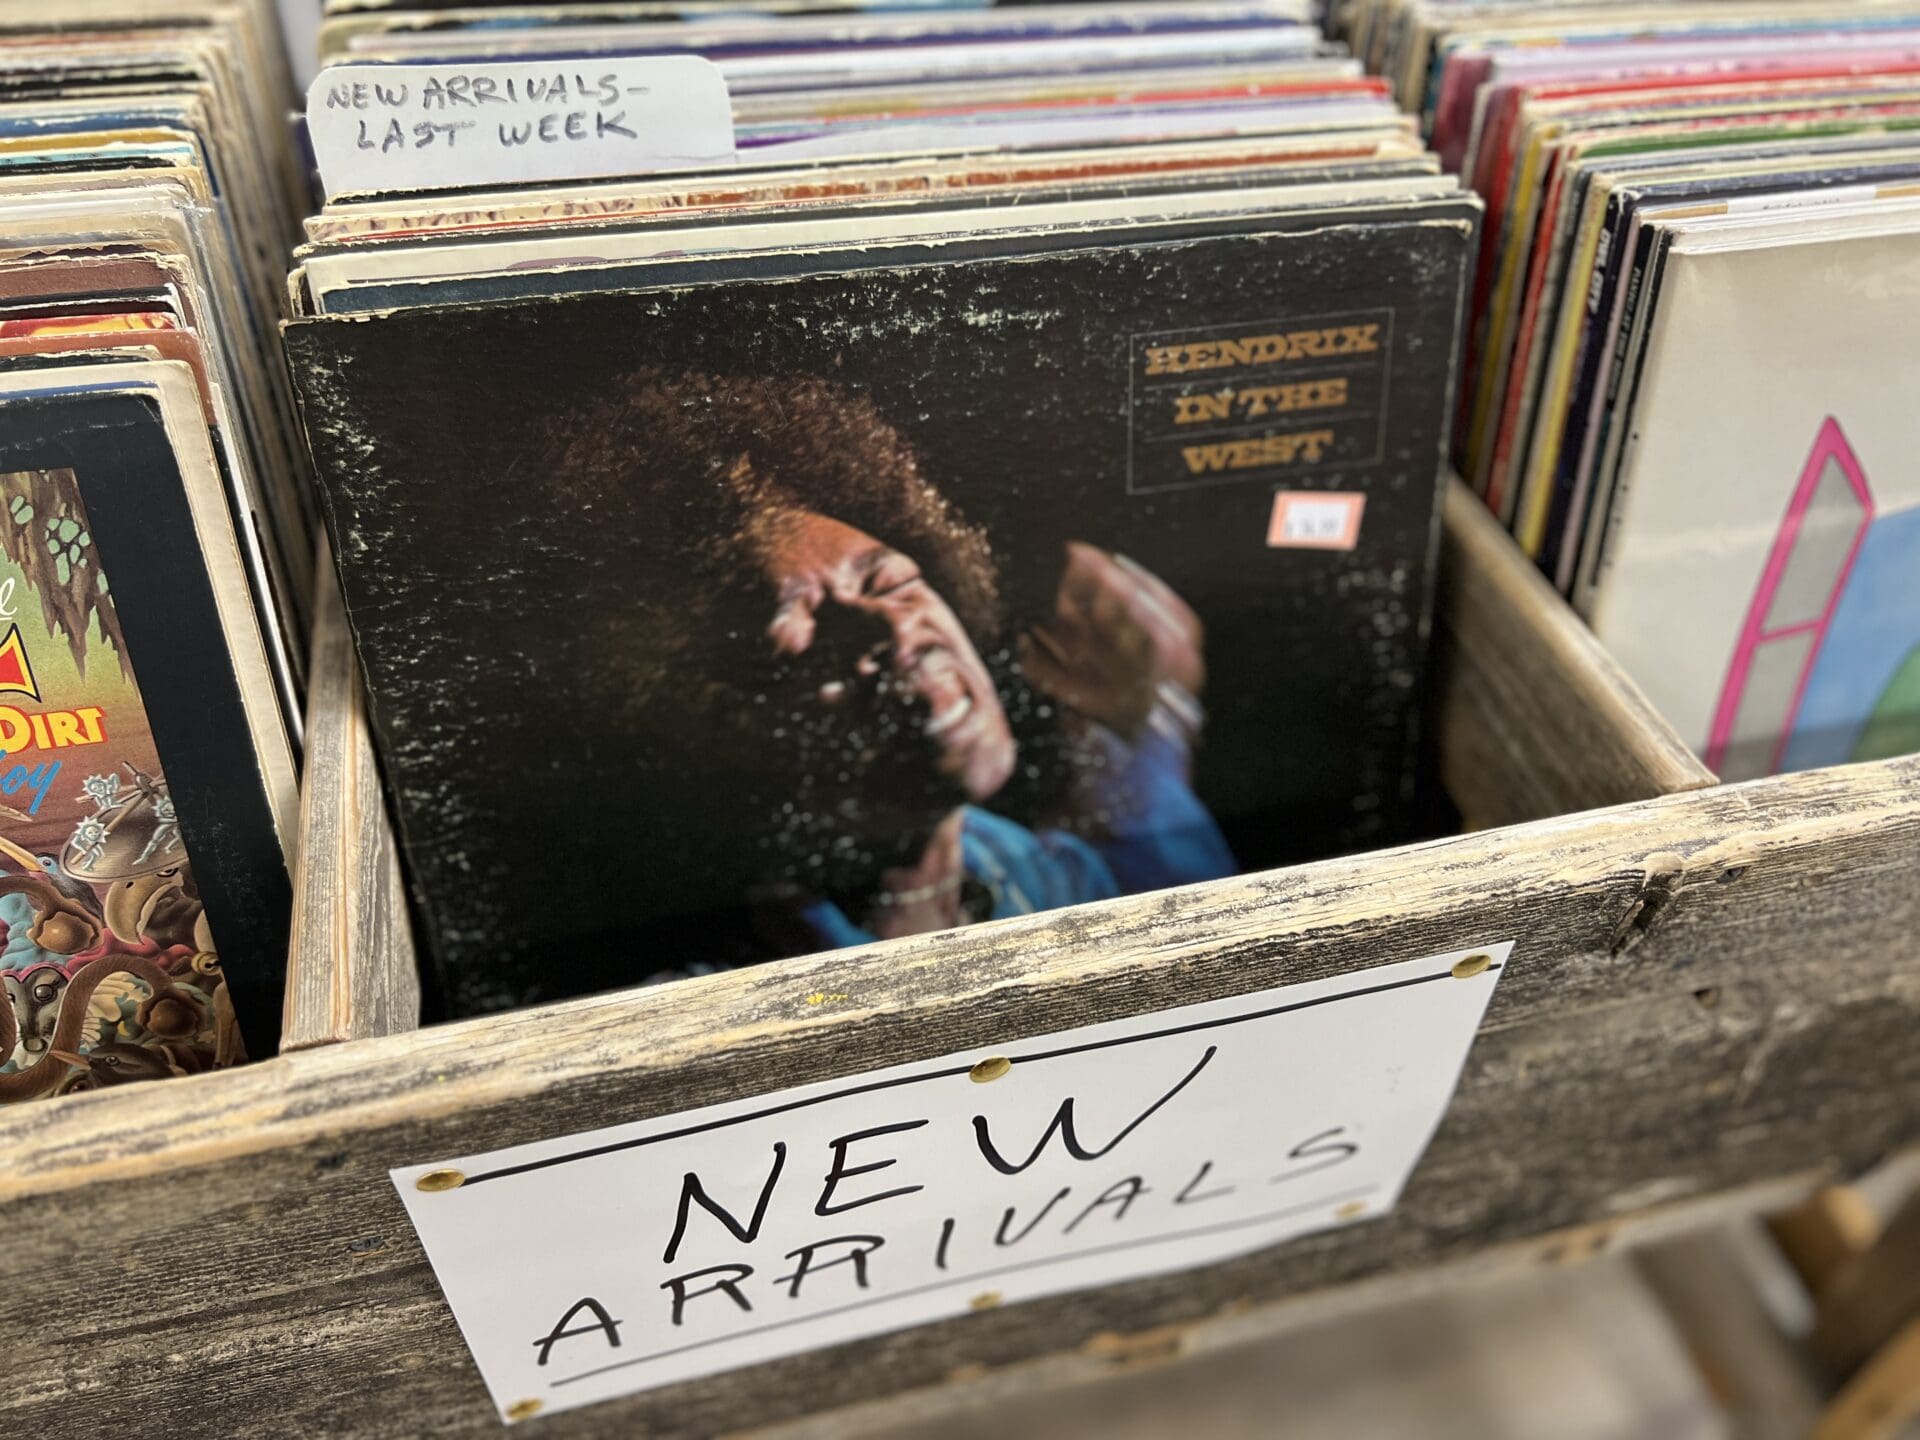 NEW ARRIVALS-
LAST WEEK
HENDRIX
IN THE
WEST
DIRT
NEW
ARRIVALS